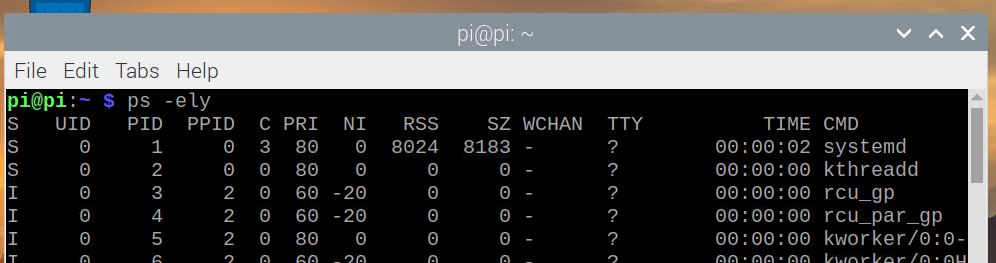 pi@pi: ~
File Edit Tabs Help
pi@pi:~ $ ps -ely
S UID PID PPID C PRI NI RSS SZ WCHAN TTY TIME CMD
S 0 1 0 3 80 0 8024 8183 - ? 00:00:02 systemd
S 0 2 0 0 80 0 0 0 - ? 00:00:00 kthreadd
I 0 3 2 0 60 -20 0 0 - ? 00:00:00 rcu_gp
I 0 4 2 0 60 -20 0 0 - ? 00:00:00 rcu_par_gp
I 0 5 2 0 80 0 0 0 - ? 00:00:00 kworker/0:0-
I 0 6 2 0 60 -20 0 0 - ? 00:00:00 kworker/0:0H